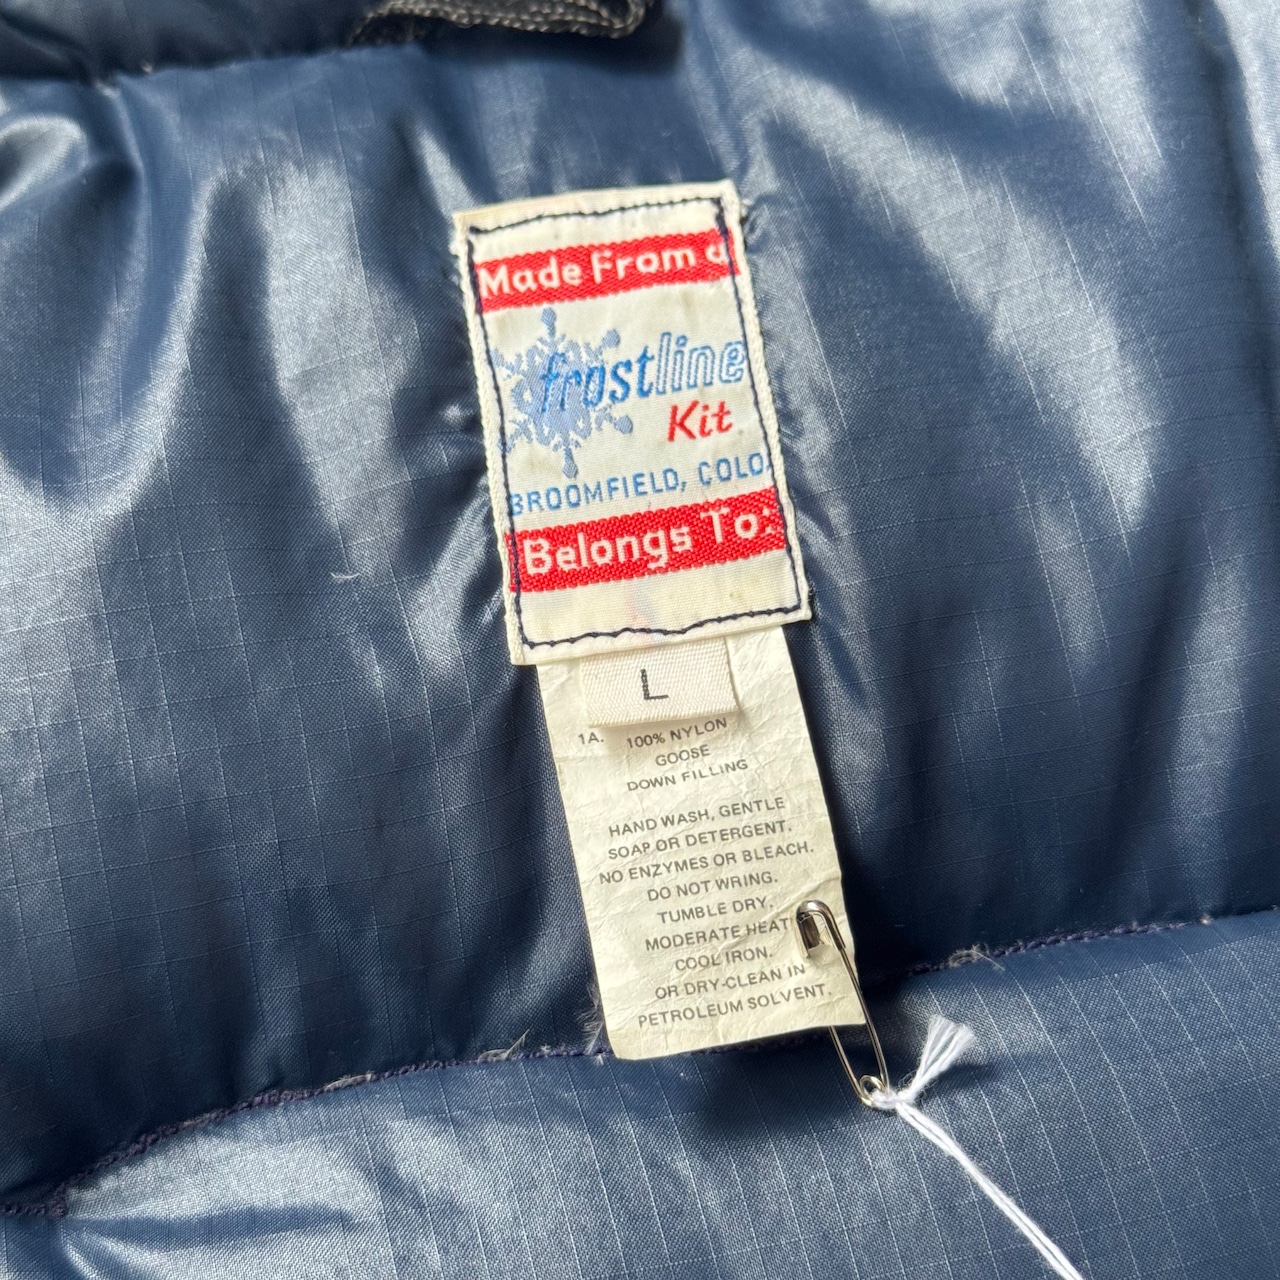 Made From a
frostline
Kit
BROOMFIELD, COLO.
Belongs To:
L
1A. 100% NYLON
GOOSE
DOWN FILLING
HAND WASH, GENTLE
SOAP OR DETERGENT.
NO ENZYMES OR BLEACH.
DO NOT WRING.
TUMBLE DRY.
MODERATE HEAT
COOL IRON.
OR DRY-CLEAN IN
PETROLEUM SOLVENT.